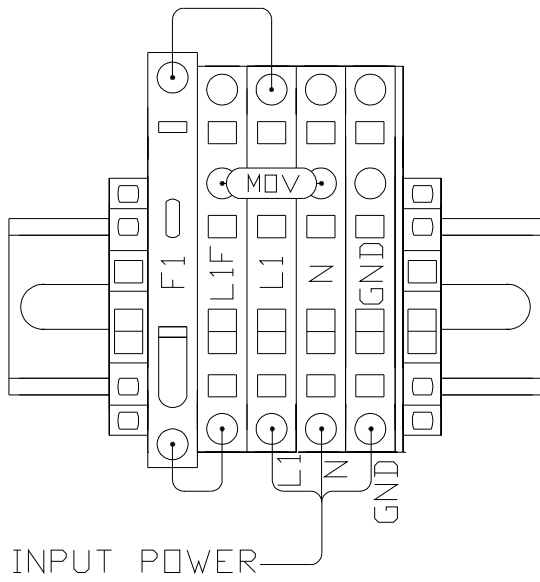 MOV
F1
L1F
L1
N
GND
L1
N
GND
INPUT POWER